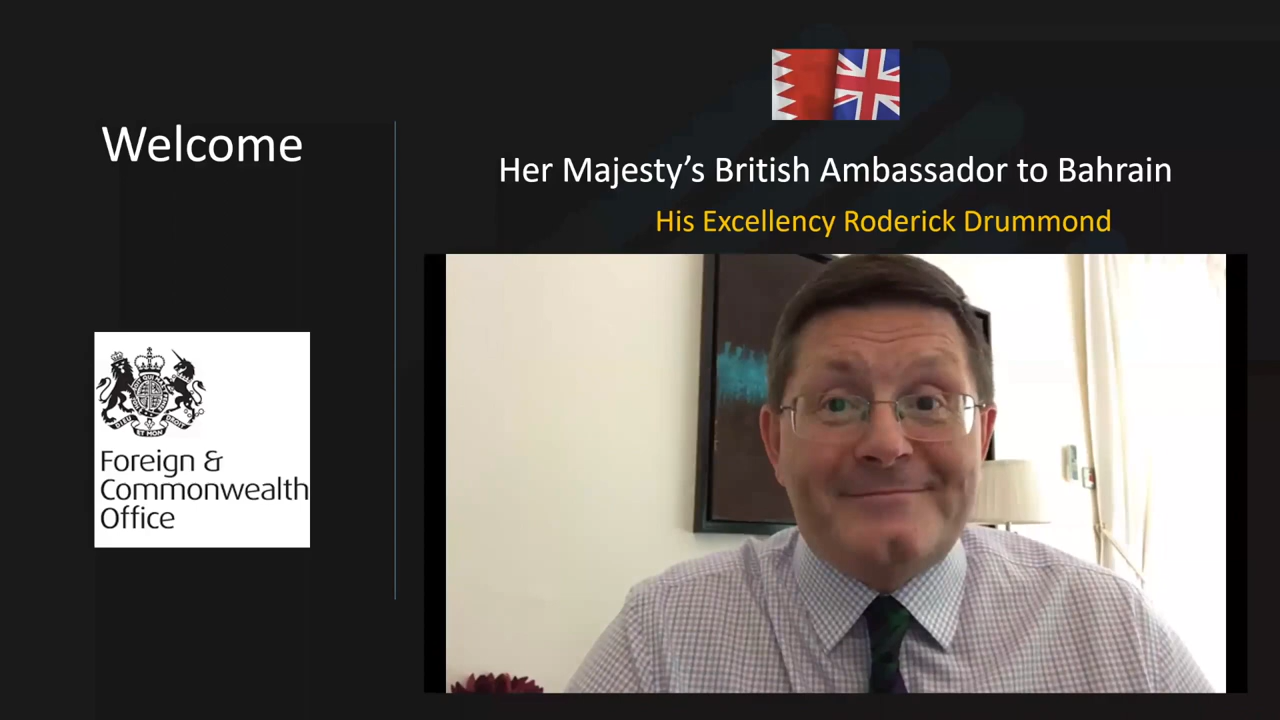 Welcome
Her Majesty’s British Ambassador to Bahrain
His Excellency Roderick Drummond
Foreign &
Commonwealth
Office